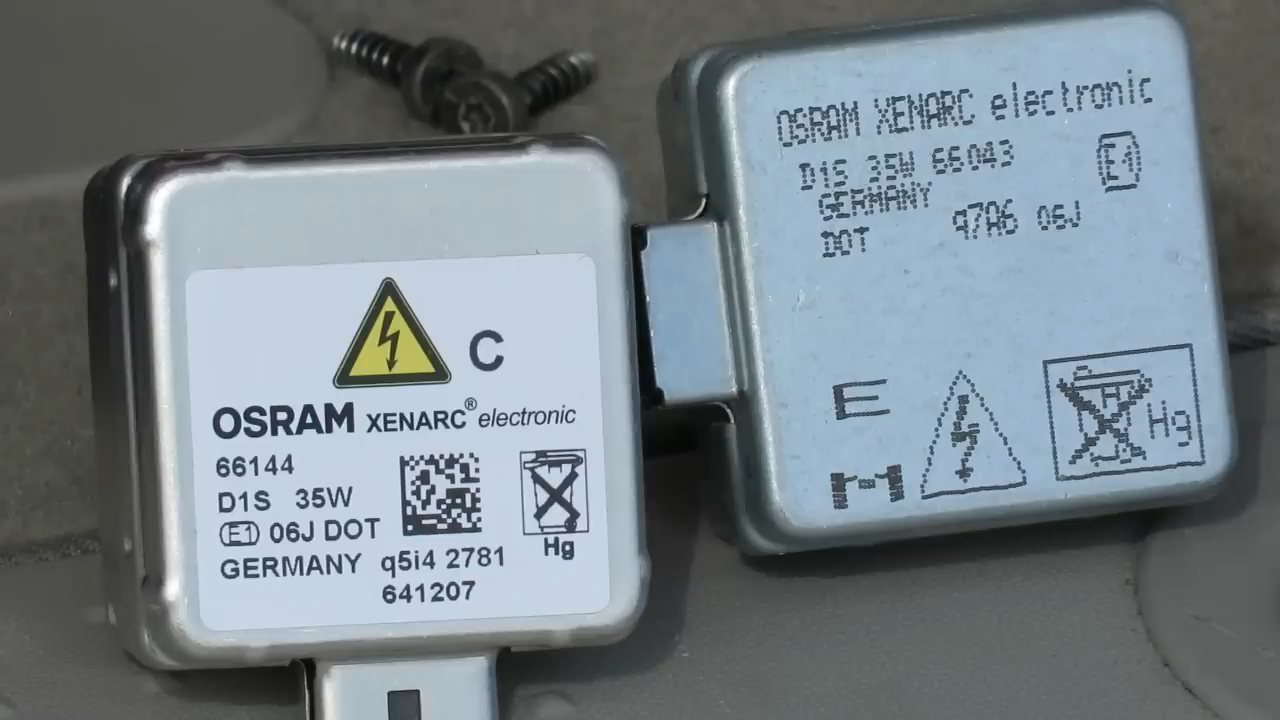 C
OSRAM XENARC® electronic
66144
D1S 35W
E1 06J DOT
GERMANY q5i4 2781
641207
Hg
OSRAM XENARC electronic
D1S 35W 66043
E1
GERMANY
DOT q7A6 06J
E
Hg